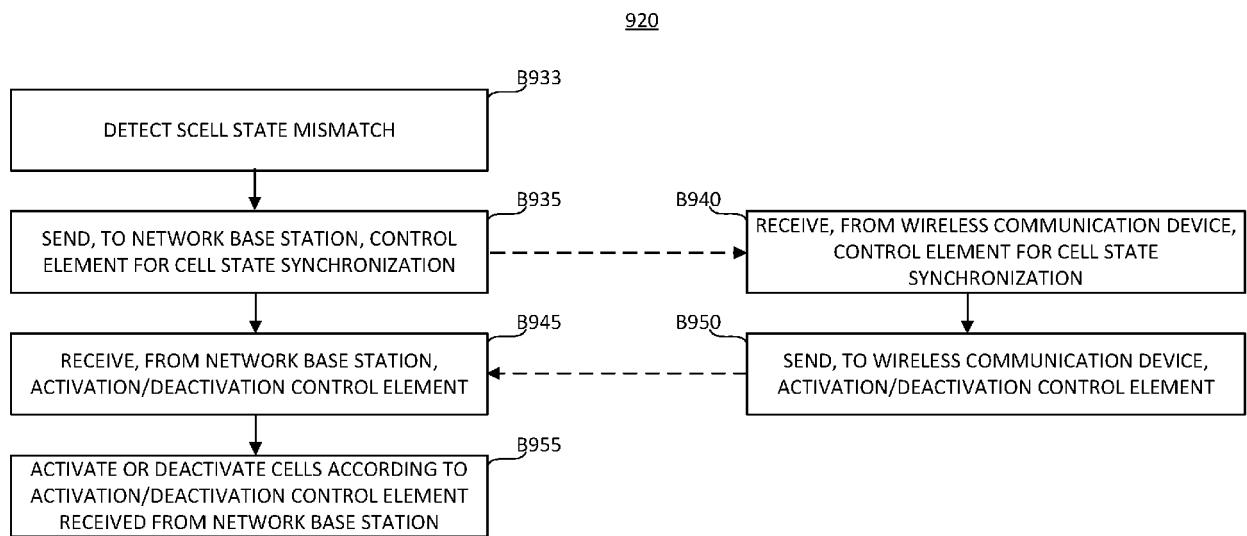 920
B933
DETECT SCELL STATE MISMATCH
B935
SEND, TO NETWORK BASE STATION, CONTROL
ELEMENT FOR CELL STATE SYNCHRONIZATION
B940
RECEIVE, FROM WIRELESS COMMUNICATION DEVICE,
CONTROL ELEMENT FOR CELL STATE
SYNCHRONIZATION
B945
RECEIVE, FROM NETWORK BASE STATION,
ACTIVATION/DEACTIVATION CONTROL ELEMENT
B950
SEND, TO WIRELESS COMMUNICATION DEVICE,
ACTIVATION/DEACTIVATION CONTROL ELEMENT
B955
ACTIVATE OR DEACTIVATE CELLS ACCORDING TO
ACTIVATION/DEACTIVATION CONTROL ELEMENT
RECEIVED FROM NETWORK BASE STATION